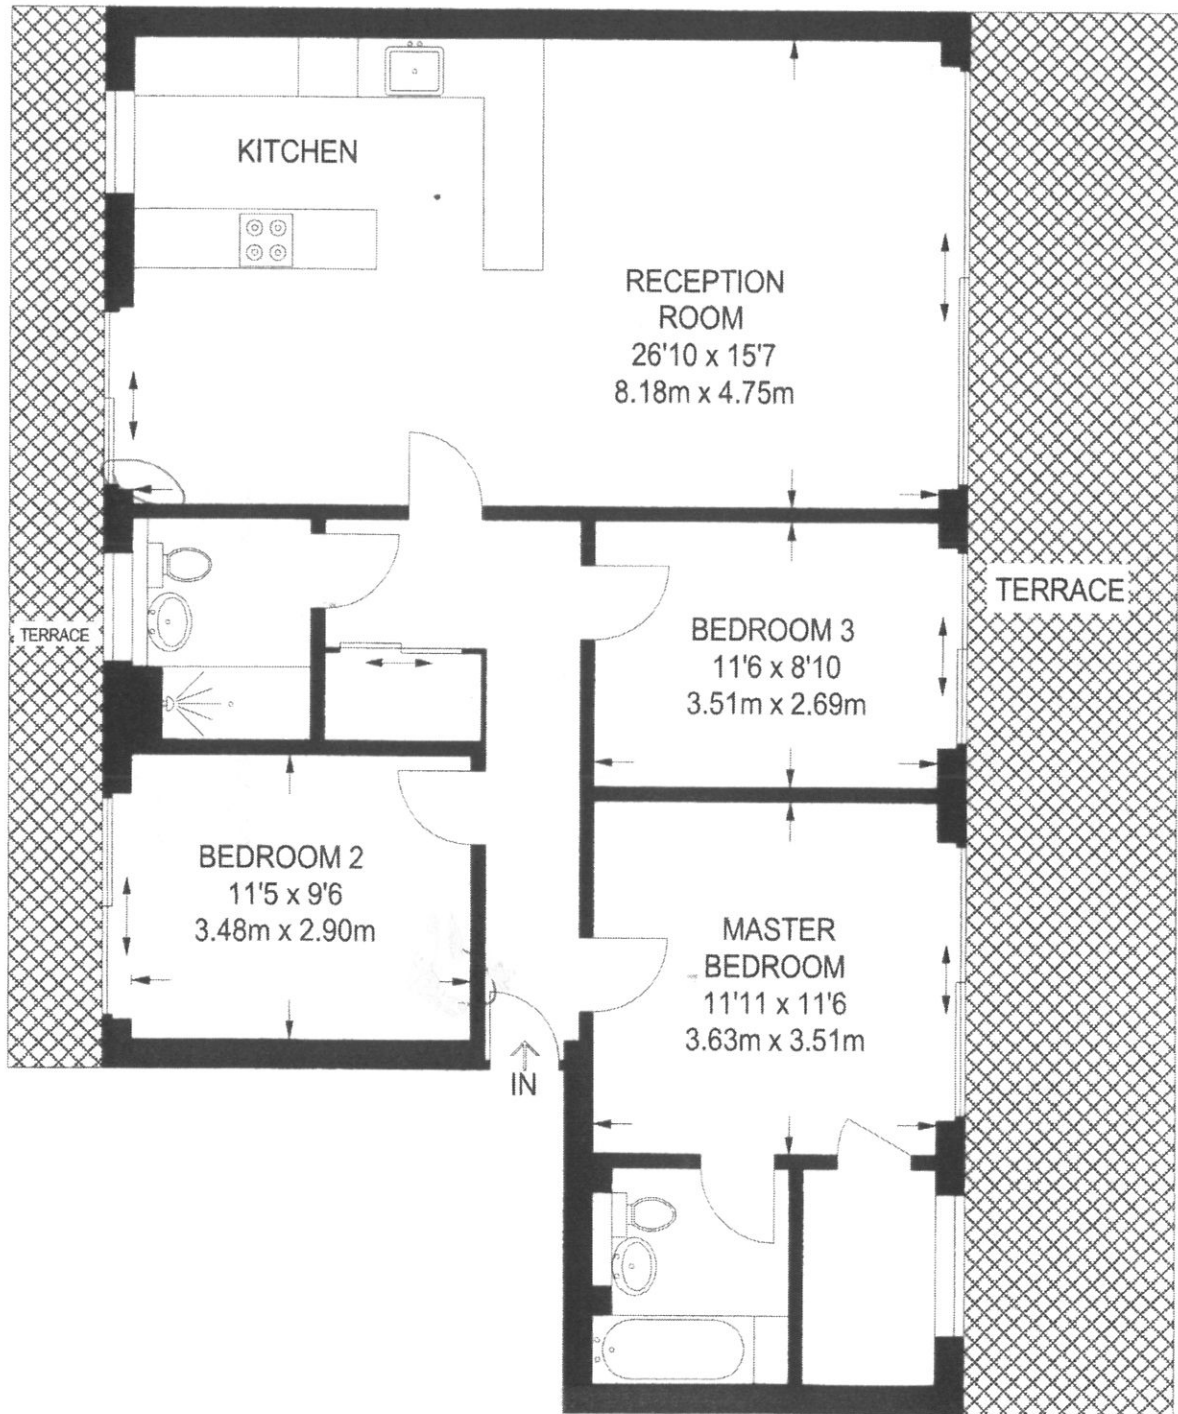 KITCHEN
RECEPTION
ROOM
26'10 x 15'7
8.18m x 4.75m
TERRACE
TERRACE
BEDROOM 3
11'6 x 8'10
3.51m x 2.69m
BEDROOM 2
11'5 x 9'6
3.48m x 2.90m
MASTER
BEDROOM
11'11 x 11'6
3.63m x 3.51m
IN